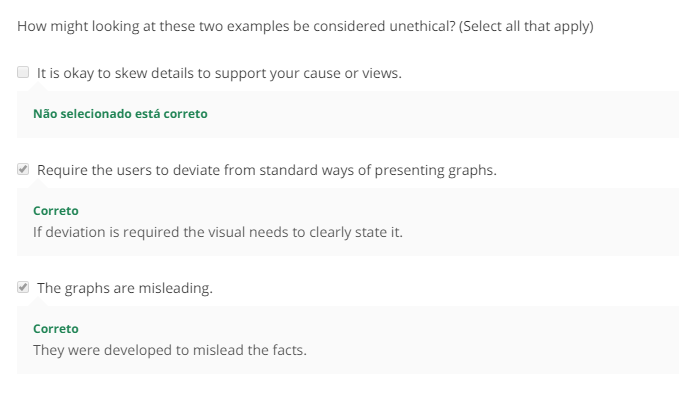 How might looking at these two examples be considered unethical? (Select all that apply)
It is okay to skew details to support your cause or views.
Não selecionado está correto
Require the users to deviate from standard ways of presenting graphs.
Correto
If deviation is required the visual needs to clearly state it.
The graphs are misleading.
Correto
They were developed to mislead the facts.